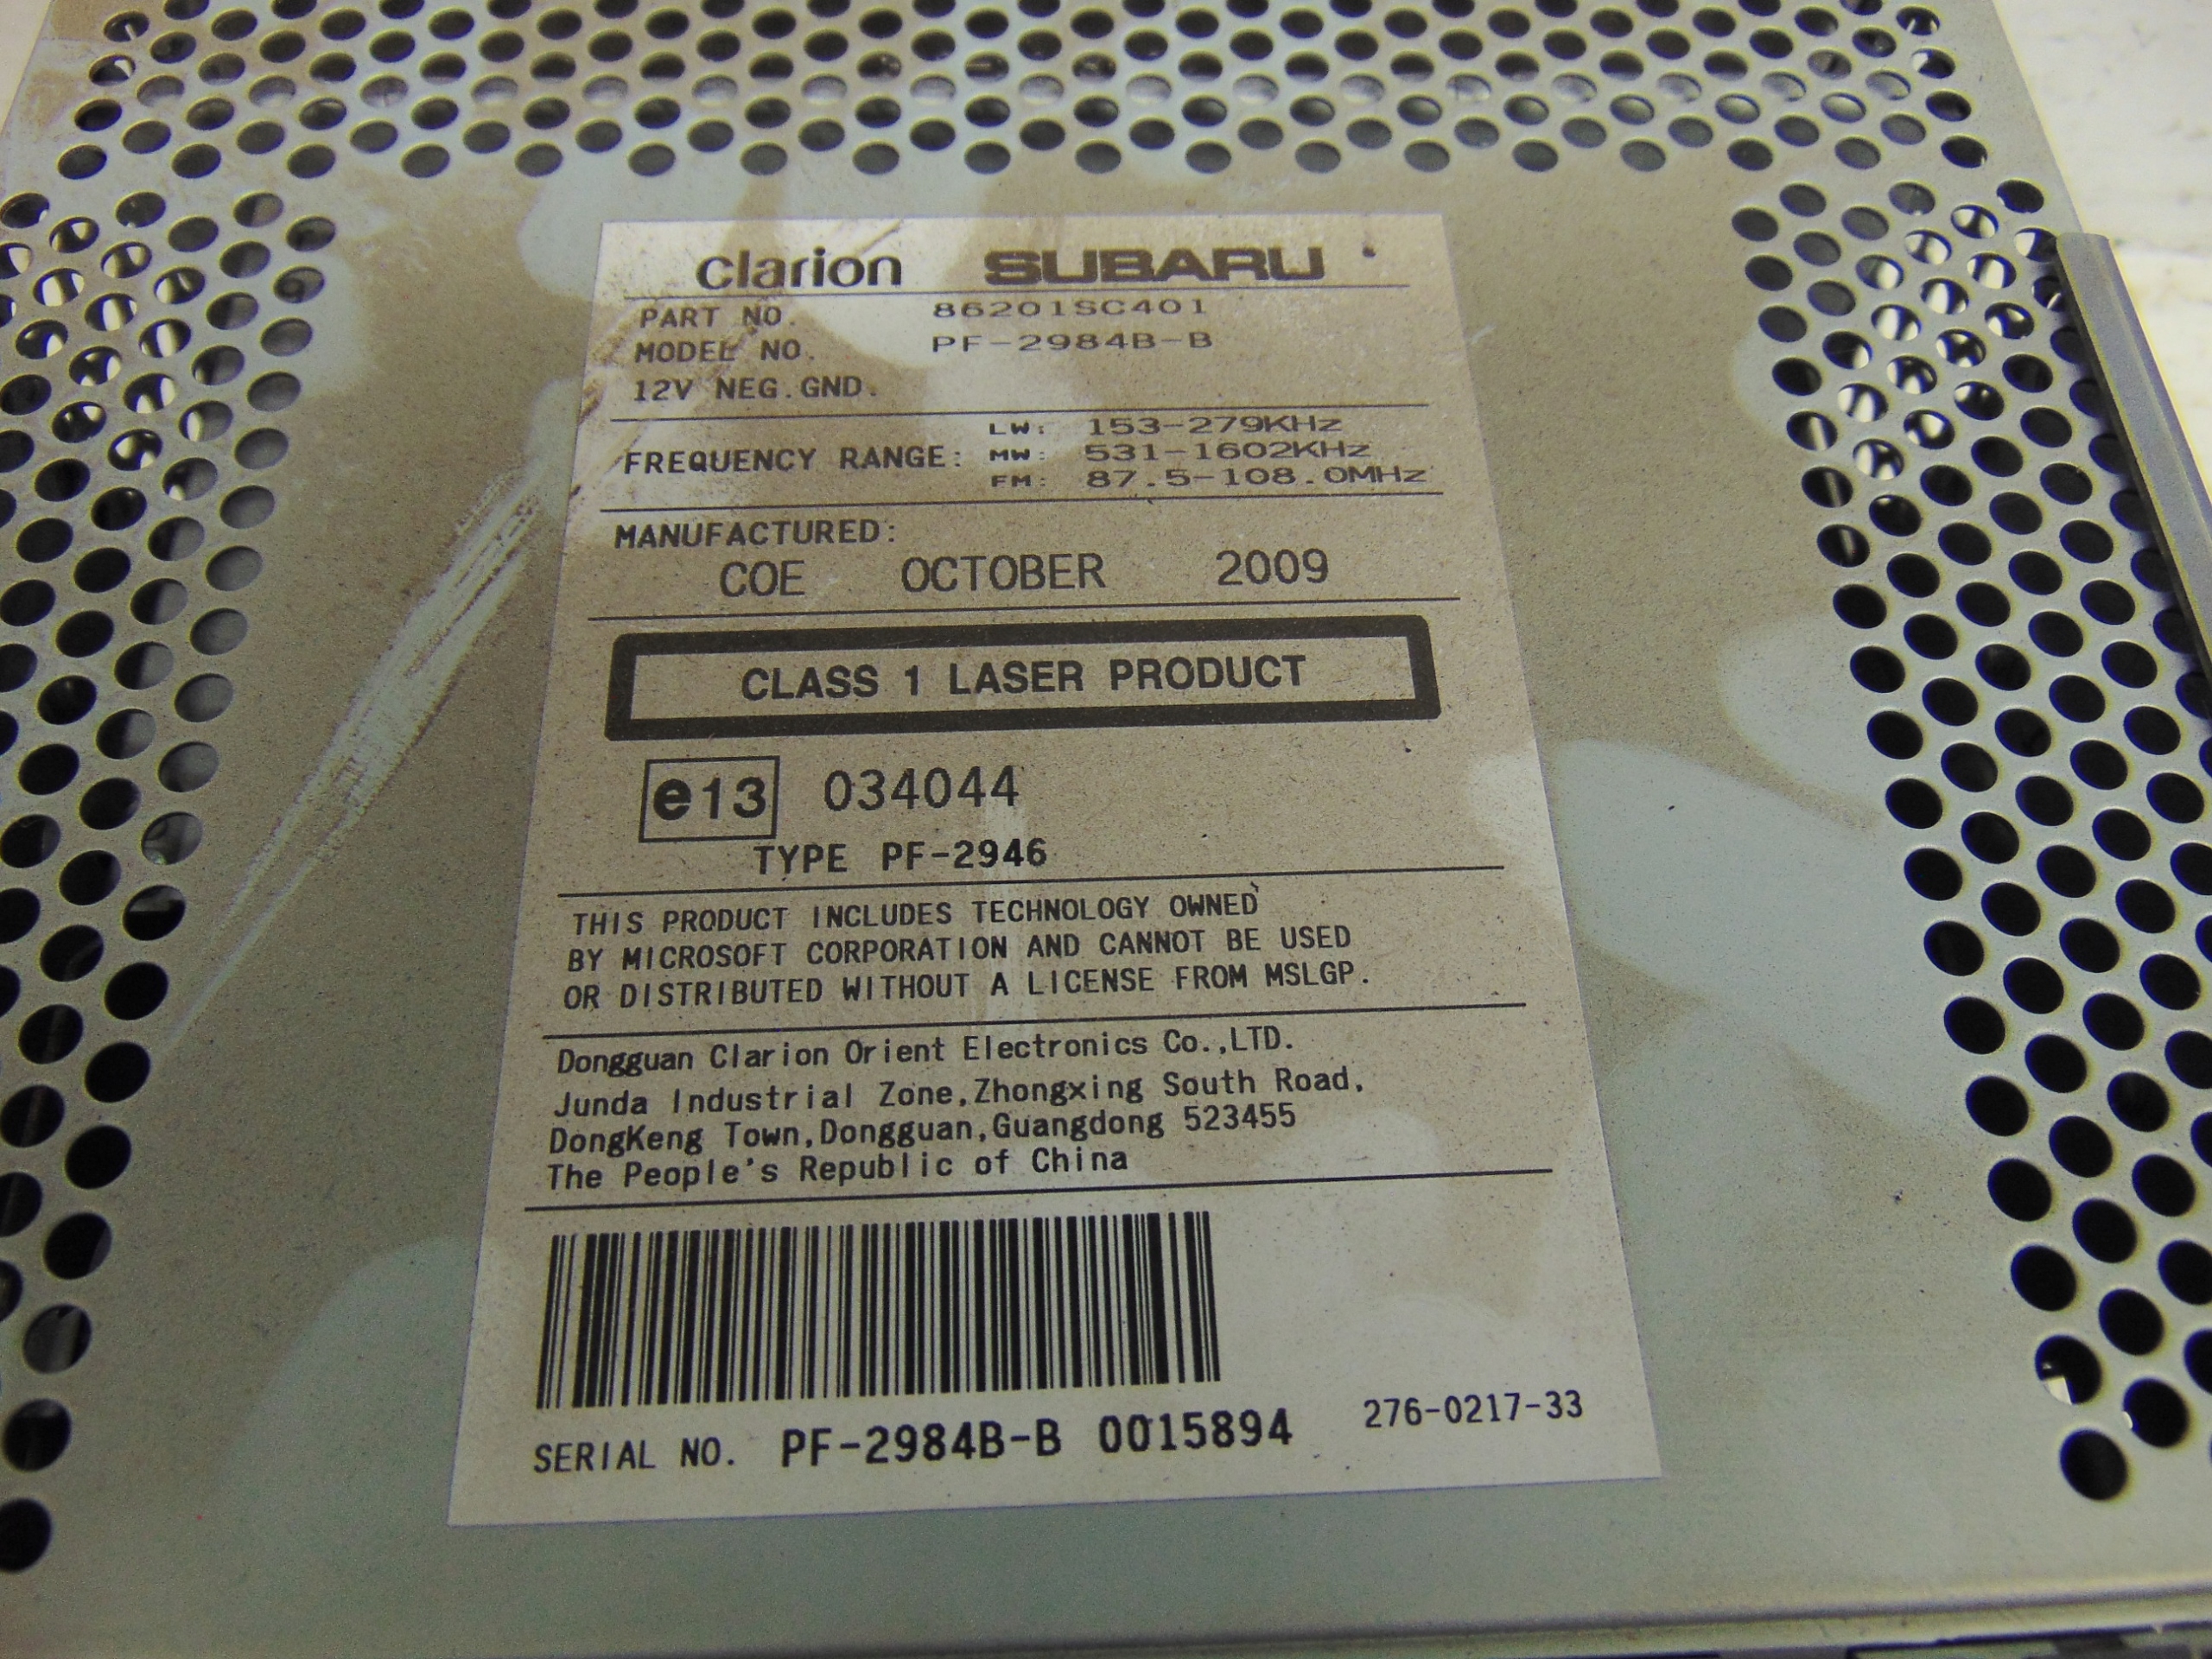 clarion SUBARU
PART NO. 86201SC401
MODEL NO. PF-2984B-B
12V NEG.GND.
FREQUENCY RANGE: LW: 153-279KHz
MW: 531-1602KHz
FM: 87.5-108.0MHz
MANUFACTURED:
COE OCTOBER 2009
CLASS 1 LASER PRODUCT
e13 034044
TYPE PF-2946
THIS PRODUCT INCLUDES TECHNOLOGY OWNED
BY MICROSOFT CORPORATION AND CANNOT BE USED
OR DISTRIBUTED WITHOUT A LICENSE FROM MSLGP.
Dongguan Clarion Orient Electronics Co.,LTD.
Junda Industrial Zone,Zhongxing South Road,
DongKeng Town,Dongguan,Guangdong 523455
The People's Republic of China
SERIAL NO. PF-2984B-B 0015894 276-0217-33